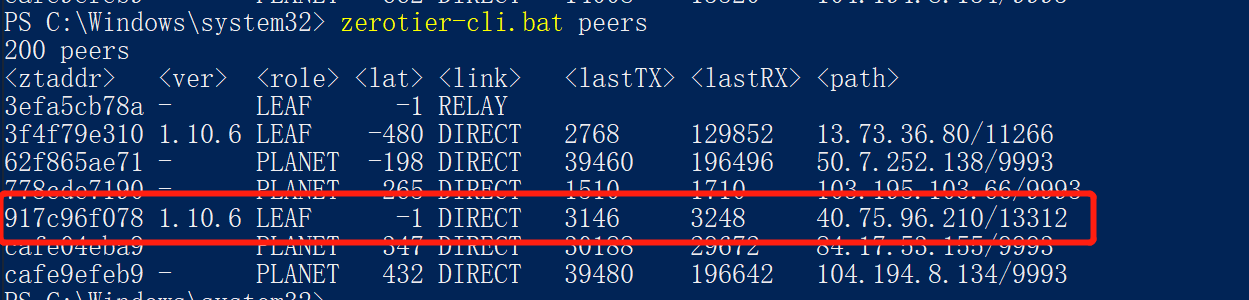 PS C:\Windows\system32> zerotier-cli.bat peers
200 peers
<ztaddr> <ver> <role> <lat> <link> <lastTX> <lastRX> <path>
3efa5cb78a - LEAF -1 RELAY
3f4f79e310 1.10.6 LEAF -480 DIRECT 2768 129852 13.73.36.80/11266
62f865ae71 - PLANET -198 DIRECT 39460 196496 50.7.252.138/9993
778cde7190 - PLANET 265 DIRECT 1510 1710 103.195.103.66/9993
917c96f078 1.10.6 LEAF -1 DIRECT 3146 3248 40.75.96.210/13312
cafe04eba9 PLANET 347 DIRECT 30188 29672 84.17.53.155/9993
cafe9efeb9 - PLANET 432 DIRECT 39480 196642 104.194.8.134/9993
PS C:\Windows\system32>